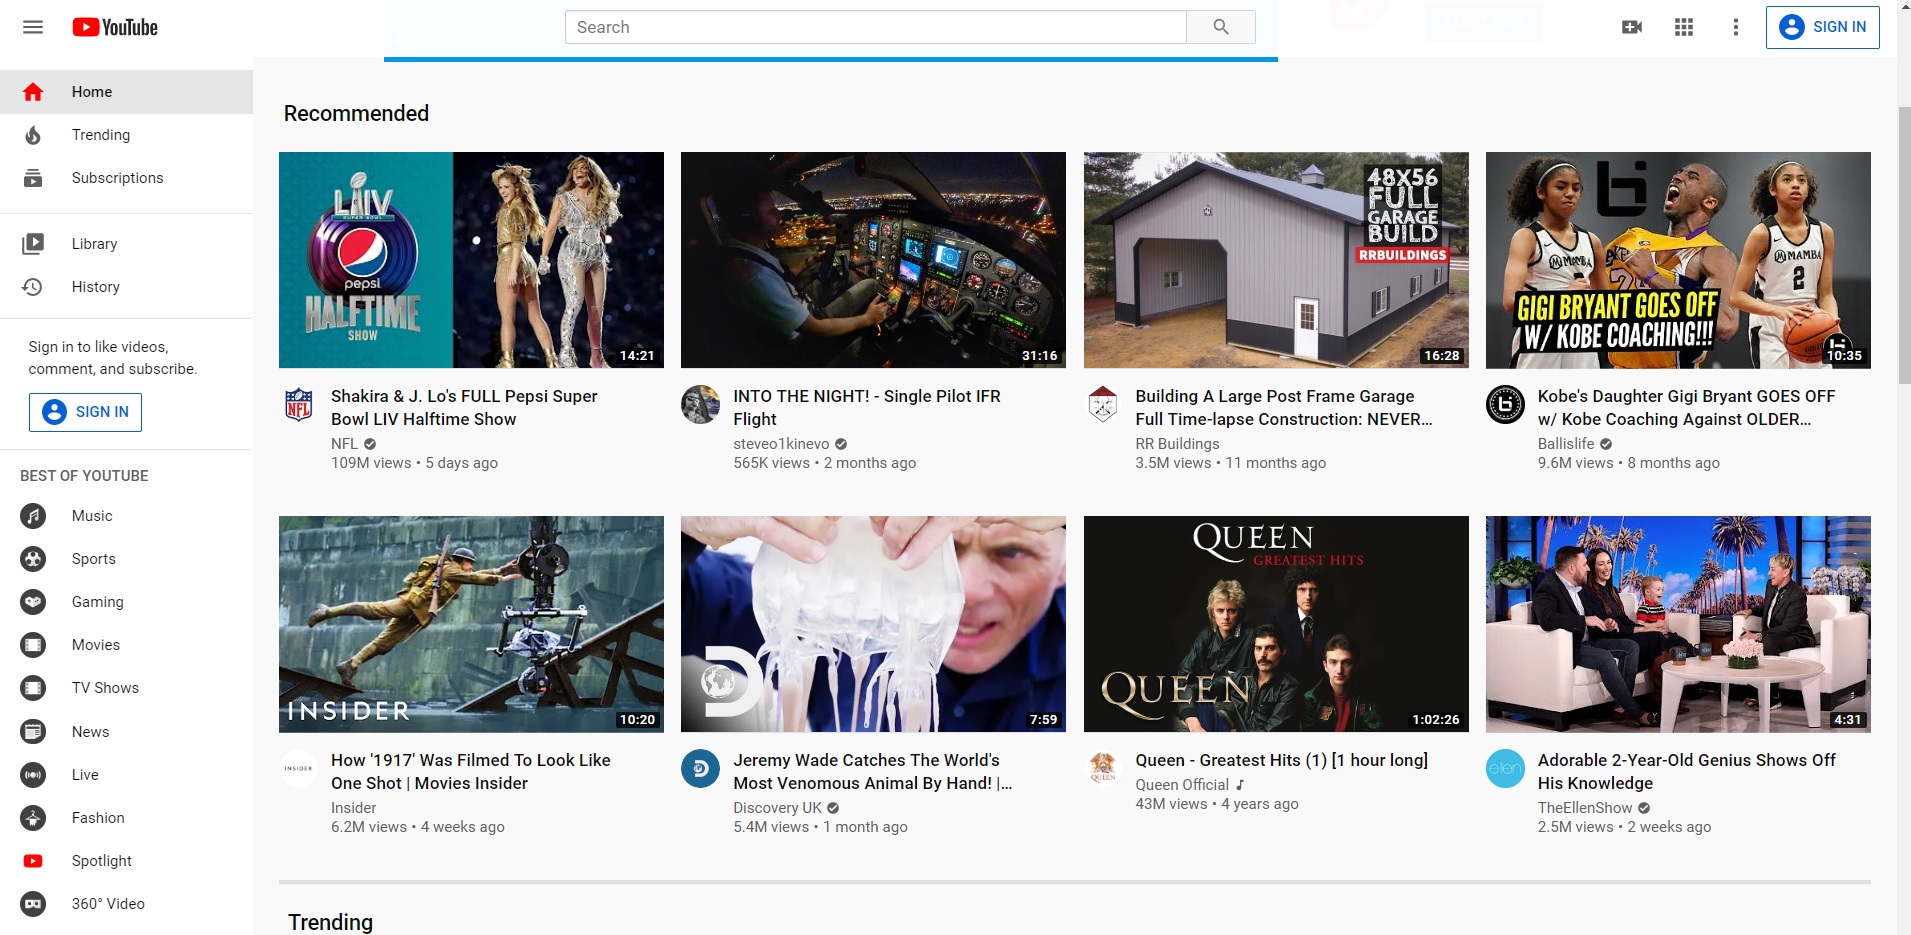 YouTube
Search
SIGN IN
Home
Trending
Subscriptions
Library
History
Sign in to like videos,
comment, and subscribe.
SIGN IN
BEST OF YOUTUBE
Music
Sports
Gaming
Movies
TV Shows
News
Live
Fashion
Spotlight
360° Video
Recommended
LIV
SUPER BOWL
pepsi
HALFTIME
SHOW
14:21
Shakira & J. Lo's FULL Pepsi Super
Bowl LIV Halftime Show
NFL
NFL
109M views • 5 days ago
31:16
INTO THE NIGHT! - Single Pilot IFR
Flight
steveo1kinevo
565K views • 2 months ago
48X56
FULL
GARAGE
BUILD
RRBUILDINGS
16:28
Building A Large Post Frame Garage
Full Time-lapse Construction: NEVER...
RR Buildings
3.5M views • 11 months ago
MAMBA
MAMBA
2
GIGI BRYANT GOES OFF
W/ KOBE COACHING!!!
10:35
Kobe's Daughter Gigi Bryant GOES OFF
w/ Kobe Coaching Against OLDER...
Ballislife
9.6M views • 8 months ago
INSIDER
10:20
INSIDER
How '1917' Was Filmed To Look Like
One Shot | Movies Insider
Insider
6.2M views • 4 weeks ago
D
7:59
D
Jeremy Wade Catches The World's
Most Venomous Animal By Hand! |...
Discovery UK
5.4M views • 1 month ago
QUEEN
GREATEST HITS
QUEEN
1:02:26
QUEEN
Queen - Greatest Hits (1) [1 hour long]
Queen Official
43M views • 4 years ago
4:31
ellen
Adorable 2-Year-Old Genius Shows Off
His Knowledge
TheEllenShow
2.5M views • 2 weeks ago
Trending